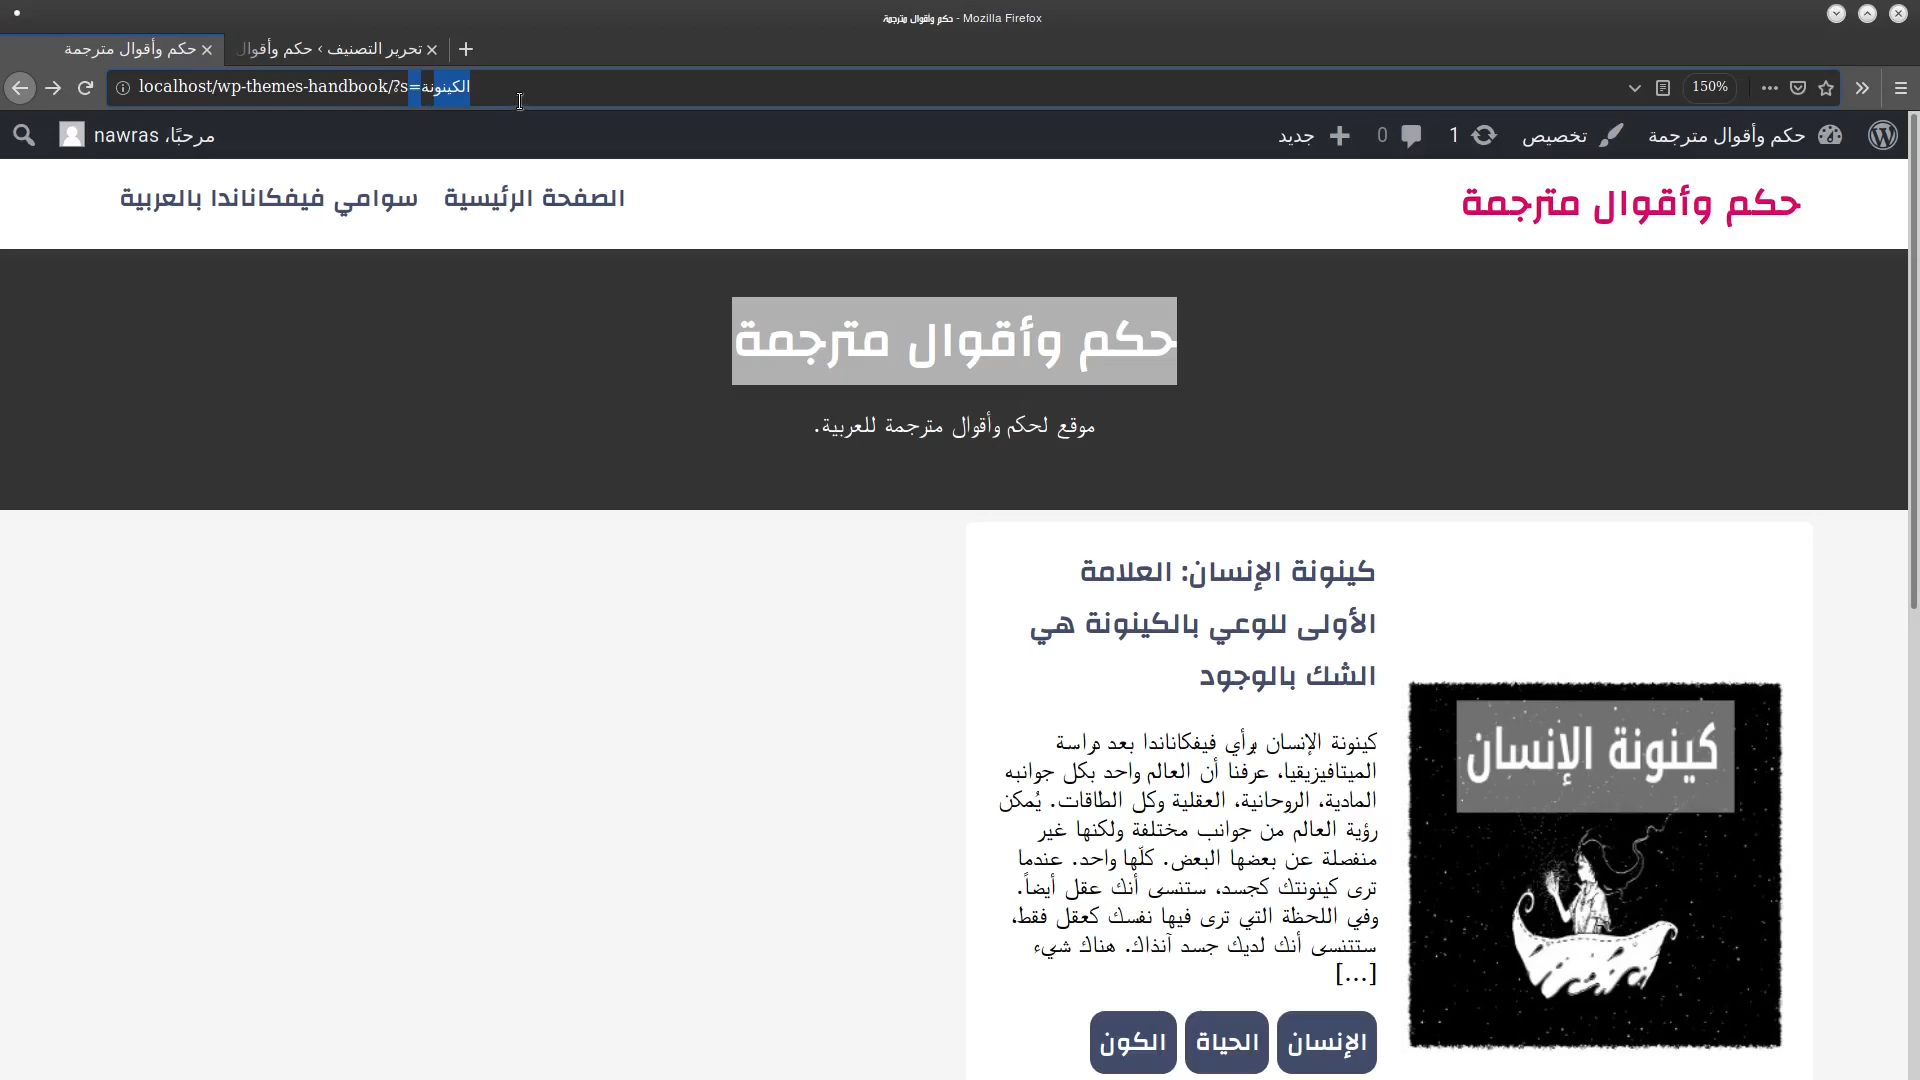 حكم وأقوال مترجمة - Mozilla Firefox
حكم وأقوال مترجمة
تحرير التصنيف ‹ حكم وأقوال
localhost/wp-themes-handbook/?s=الكينونة
150%
حكم وأقوال مترجمة
تخصيص
1
0
جديد
مرحبًا، nawras
حكم وأقوال مترجمة
الصفحة الرئيسية
سوامي فيفكاناندا بالعربية
حكم وأقوال مترجمة
موقع لحكم وأقوال مترجمة للعربية.
كينونة الإنسان
كينونة الإنسان: العلامة
الأولى للوعي بالكينونة هي
الشك بالوجود
كينونة الإنسان برأي فيفكاناندا بعد دراسة
الميتافيزيقيا، عرفنا أن العالم واحد بكل جوانبه
المادية، الروحانية، العقلية وكل الطاقات. يُمكن
رؤية العالم من جوانب مختلفة ولكنها غير
منفصلة عن بعضها البعض. كلّها واحد. عندما
ترى كينونتك كجسد، ستنسى أنك عقل أيضاً.
وفي اللحظة التي ترى فيها نفسك كعقل فقط،
ستتنسى أنك لديك جسد آنذاك. هناك شيء
[…]
الإنسان
الحياة
الكون